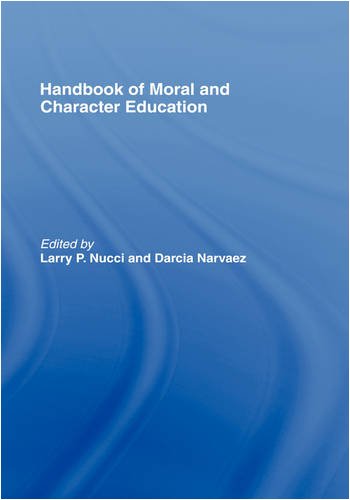 Handbook of Moral and
Character Education
Edited by
Larry P. Nucci and Darcia Narvaez